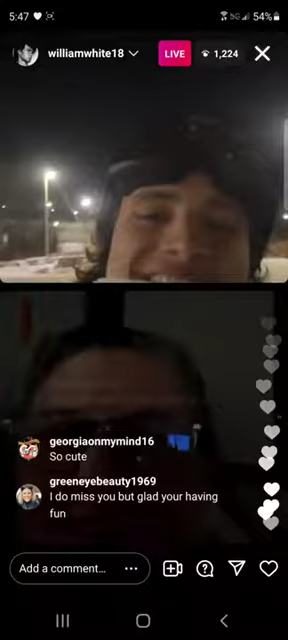 5:47 5G 54%
williamwhite18 LIVE 1,224
georgiaonmymind16
So cute
greeneyebeauty1969
I do miss you but glad your having
fun
Add a comment...